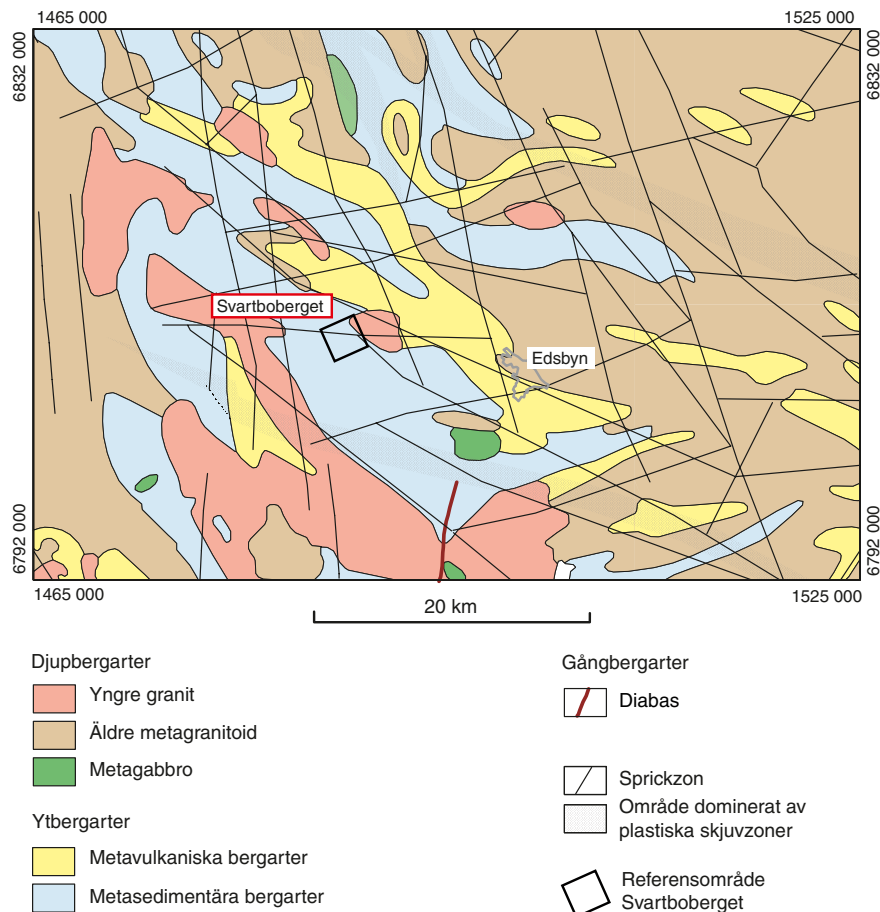 1465 000
1525 000
6832 000
6832 000
Svartboberget
Edsbyn
6792 000
6792 000
1465 000
1525 000
20 km
Djupbergarter
Yngre granit
Äldre metagranitoid
Metagabbro
Ytbergarter
Metavulkaniska bergarter
Metasedimentära bergarter
Gångbergarter
Diabas
Sprickzon
Område dominerat av
plastiska skjuvzoner
Referensområde
Svartboberget